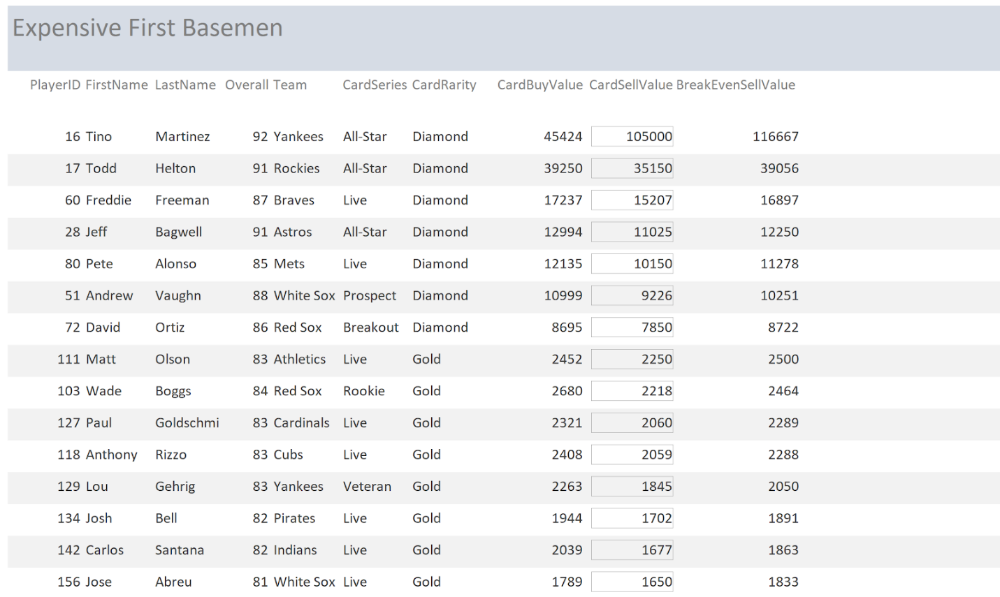 Expensive First Basemen
PlayerID FirstName LastName Overall Team CardSeries CardRarity CardBuyValue CardSellValue BreakEvenSellValue
16 Tino Martinez 92 Yankees All-Star Diamond 45424 105000 116667
17 Todd Helton 91 Rockies All-Star Diamond 39250 35150 39056
60 Freddie Freeman 87 Braves Live Diamond 17237 15207 16897
28 Jeff Bagwell 91 Astros All-Star Diamond 12994 11025 12250
80 Pete Alonso 85 Mets Live Diamond 12135 10150 11278
51 Andrew Vaughn 88 White Sox Prospect Diamond 10999 9226 10251
72 David Ortiz 86 Red Sox Breakout Diamond 8695 7850 8722
111 Matt Olson 83 Athletics Live Gold 2452 2250 2500
103 Wade Boggs 84 Red Sox Rookie Gold 2680 2218 2464
127 Paul Goldschmi 83 Cardinals Live Gold 2321 2060 2289
118 Anthony Rizzo 83 Cubs Live Gold 2408 2059 2288
129 Lou Gehrig 83 Yankees Veteran Gold 2263 1845 2050
134 Josh Bell 82 Pirates Live Gold 1944 1702 1891
142 Carlos Santana 82 Indians Live Gold 2039 1677 1863
156 Jose Abreu 81 White Sox Live Gold 1789 1650 1833